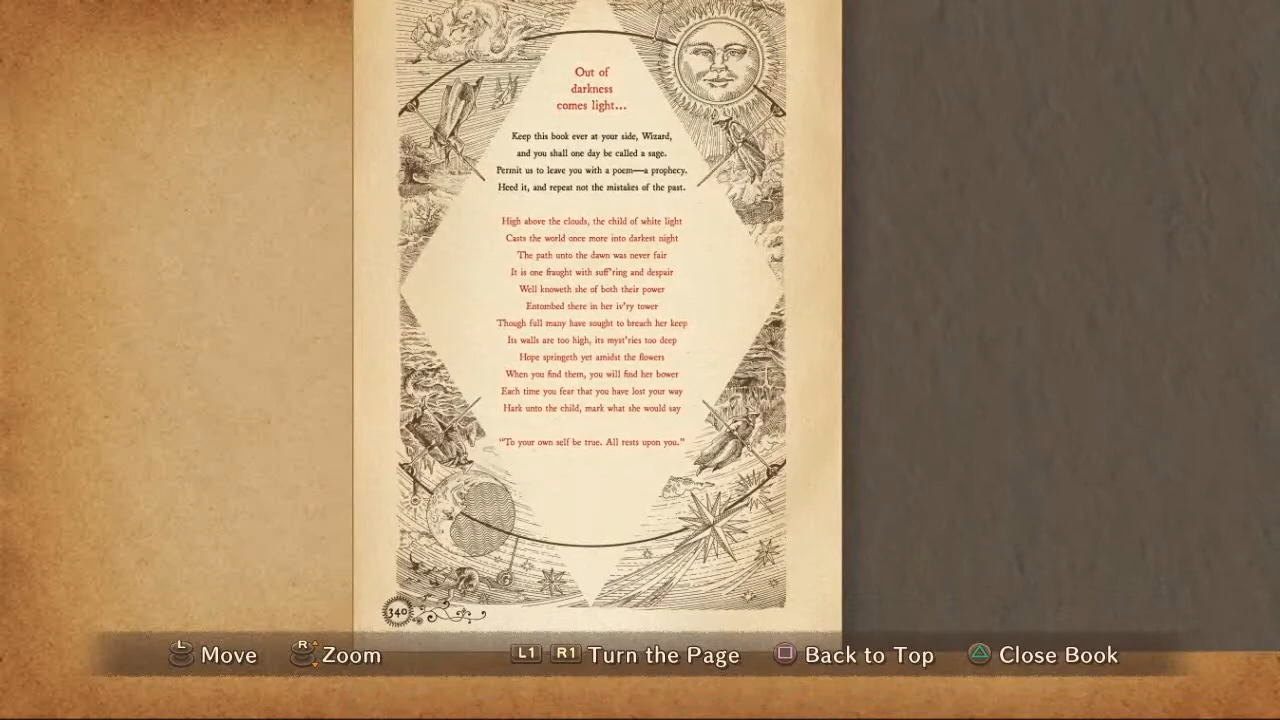 Out of
darkness
comes light...
Keep this book ever at your side, Wizard,
and you shall one day be called a sage.
Permit us to leave you with a poem—a prophecy.
Heed it, and repeat not the mistakes of the past.
High above the clouds, the child of white light
Casts the world once more into darkest night
The path unto the dawn was never fair
It is one fraught with suff'ring and despair
Well knoweth she of both their power
Entombed there in her iv'ry tower
Though full many have sought to breach her keep
Its walls are too high, its myst'ries too deep
Hope springeth yet amidst the flowers
When you find them, you will find her bower
Each time you fear that you have lost your way
Hark unto the child, mark what she would say
"To your own self be true. All rests upon you."
340
L Move R Zoom L1 R1 Turn the Page Back to Top Close Book